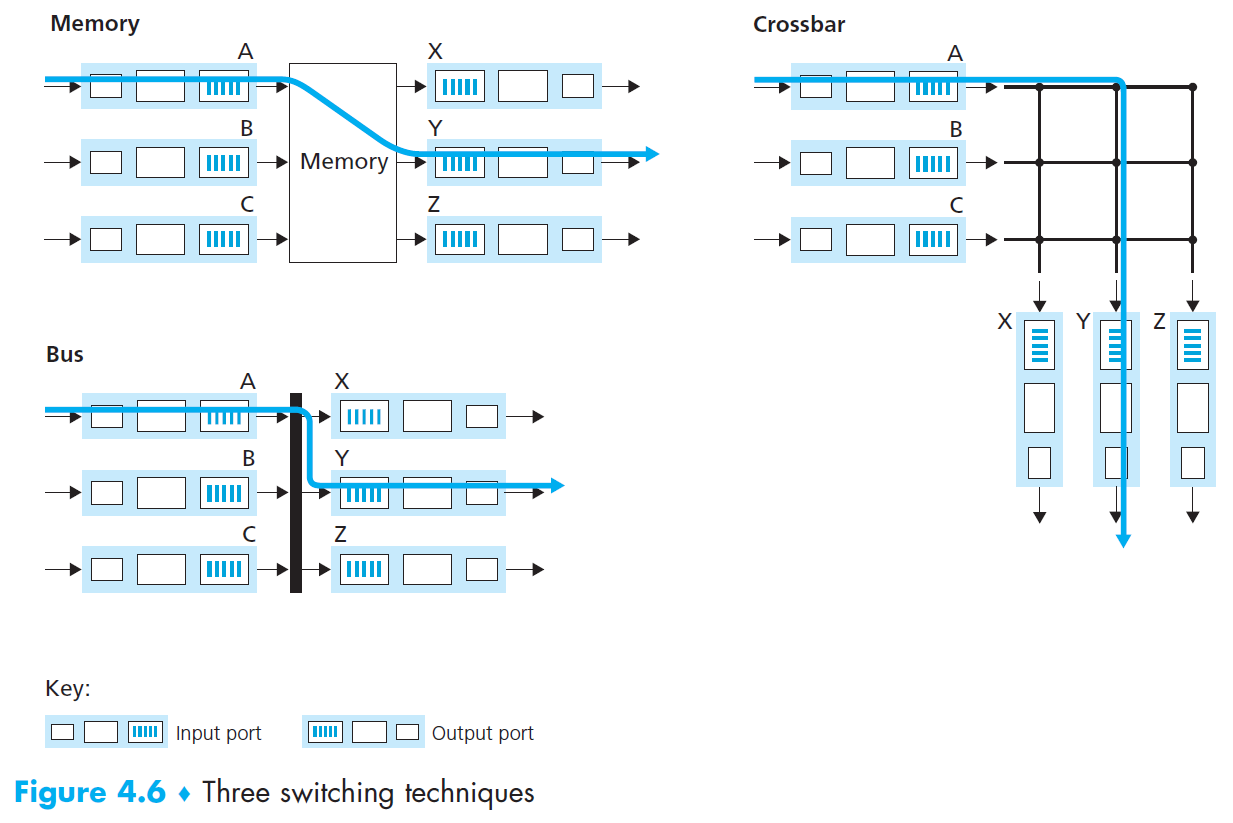 Memory
A
X
B
Y
Memory
C
Z
Crossbar
A
B
C
X
Y
Z
Bus
A
X
B
Y
C
Z
Key:
Input port
Output port
Figure 4.6 ♦ Three switching techniques